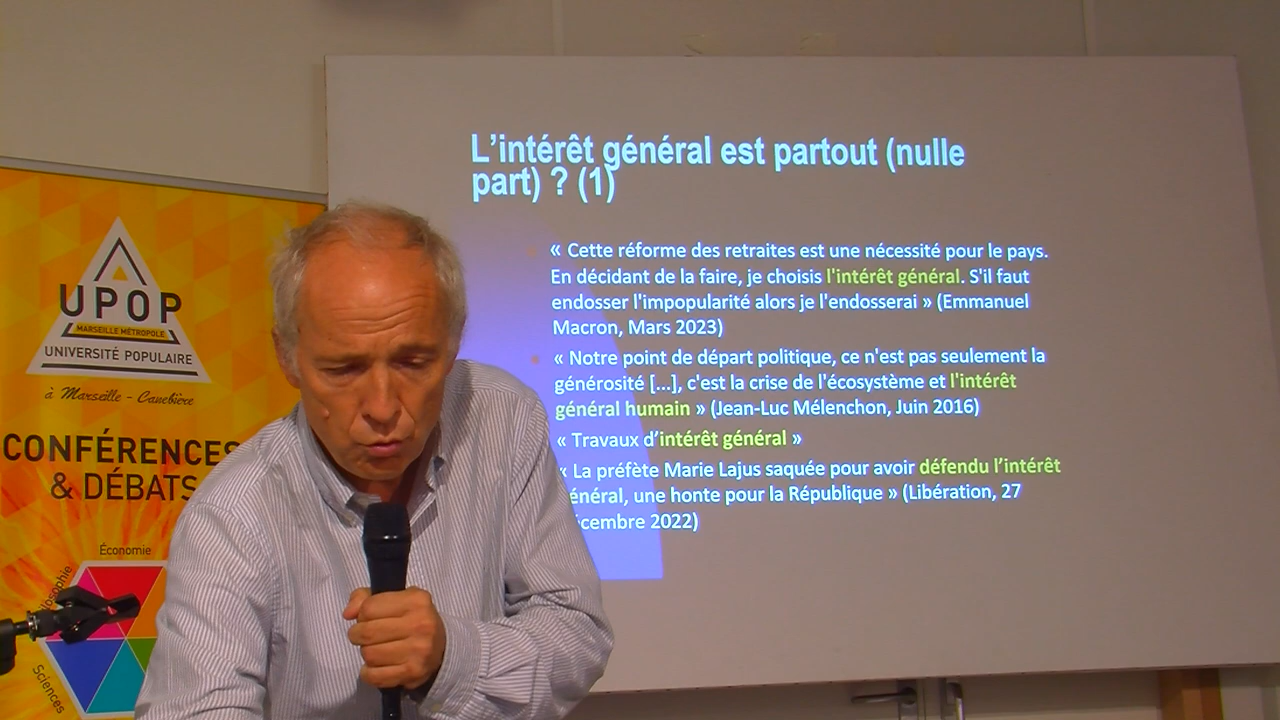 L'intérêt général est partout (nulle
part) ? (1)
« Cette réforme des retraites est une nécessité pour le pays.
En décidant de la faire, je choisis l'intérêt général. S'il faut
endosser l'impopularité alors je l'endosserai » (Emmanuel
Macron, Mars 2023)
« Notre point de départ politique, ce n'est pas seulement la
générosité [...], c'est la crise de l'écosystème et l'intérêt
général humain » (Jean-Luc Mélenchon, Juin 2016)
« Travaux d'intérêt général »
« La préfète Marie Lajus saquée pour avoir défendu l'intérêt
énéral, une honte pour la République » (Libération, 27
cembre 2022)
UPOP
MARSEILLE MÉTROPOLE
UNIVERSITÉ POPULAIRE
à Marseille - Canebière
CONFÉRENCES
& DÉBATS
Économie
ilosophie
Sciences